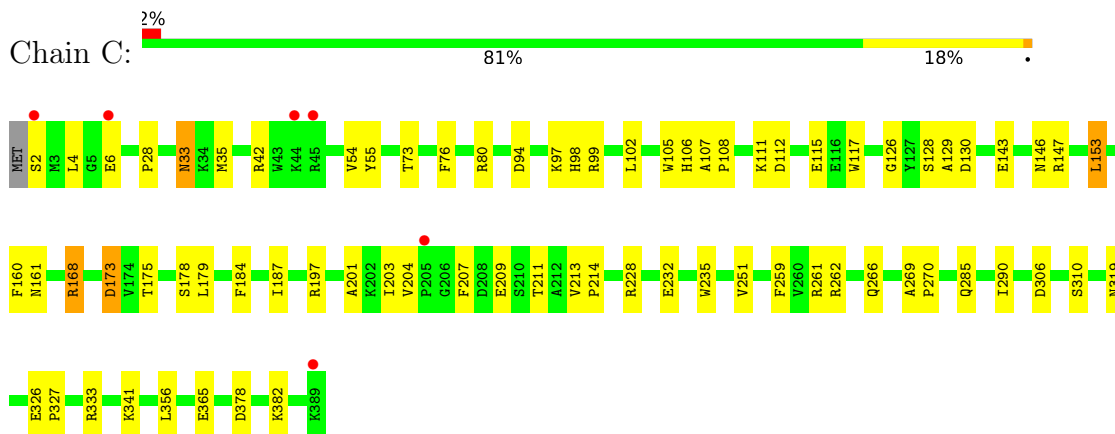 2%
Chain C:
81% 18% •
MET S2 M3 L4 G5 E6 P28 N33 K34 M35 R42 W43 K44 R45 V54 Y55 T73 F76 R80 D94 K97 H98 R99 L102 W105 H106 A107 P108 K111 D112 E115 E116 W117 G126 Y127 S128 A129 D130 E143 N146 R147 L153
F160 N161 R168 D173 V174 T175 S178 L179 F184 I187 R197 A201 K202 I203 V204 P205 G206 F207 D208 E209 S210 T211 A212 V213 P214 R228 E232 W235 V251 F259 V260 R261 R262 Q266 A269 P270 Q285 I290 D306 S310 N319
E326 P327 R333 K341 L356 E365 D378 K382 K389